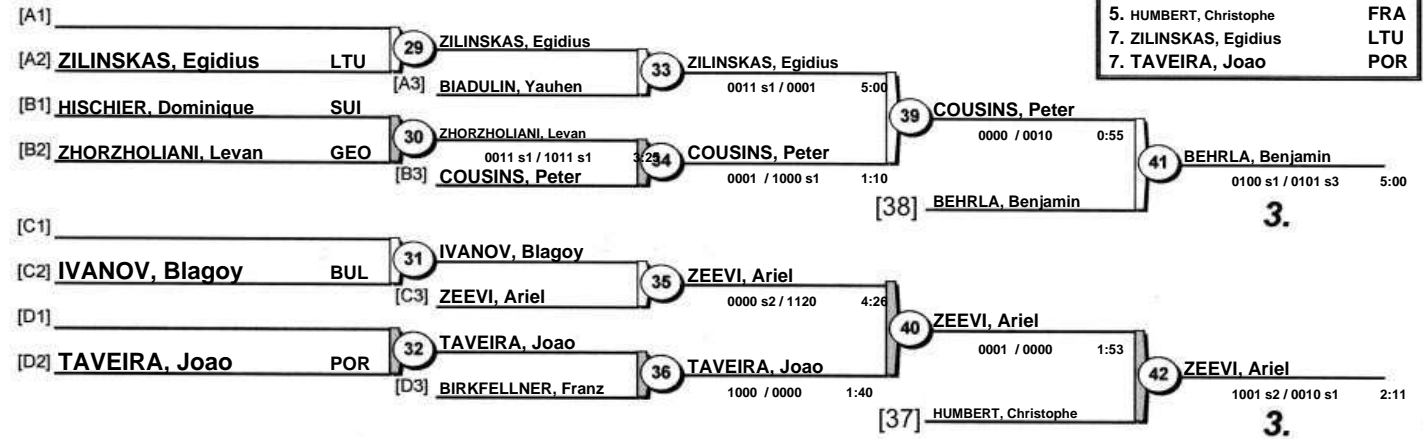 [A1]
5. HUMBERT, Christophe FRA
7. ZILINSKAS, Egidius LTU
7. TAVEIRA, Joao POR
[A2] ZILINSKAS, Egidius LTU
29 ZILINSKAS, Egidius
[A3] BIADULIN, Yauhen
33 ZILINSKAS, Egidius
0011 s1 / 0001 5:00
[B1] HISCHIER, Dominique SUI
[B2] ZHORZHOLIANI, Levan GEO
30 ZHORZHOLIANI, Levan
0011 s1 / 1011 s1 3:25
[B3] COUSINS, Peter
34 COUSINS, Peter
0001 / 1000 s1 1:10
39 COUSINS, Peter
0000 / 0010 0:55
[38] BEHRLA, Benjamin
41 BEHRLA, Benjamin
0100 s1 / 0101 s3 5:00
3.
[C1]
[C2] IVANOV, Blagoy BUL
31 IVANOV, Blagoy
[C3] ZEEVI, Ariel
35 ZEEVI, Ariel
0000 s2 / 1120 4:26
[D1]
[D2] TAVEIRA, Joao POR
32 TAVEIRA, Joao
[D3] BIRKFELLNER, Franz
36 TAVEIRA, Joao
1000 / 0000 1:40
40 ZEEVI, Ariel
0001 / 0000 1:53
[37] HUMBERT, Christophe
42 ZEEVI, Ariel
1001 s2 / 0010 s1 2:11
3.